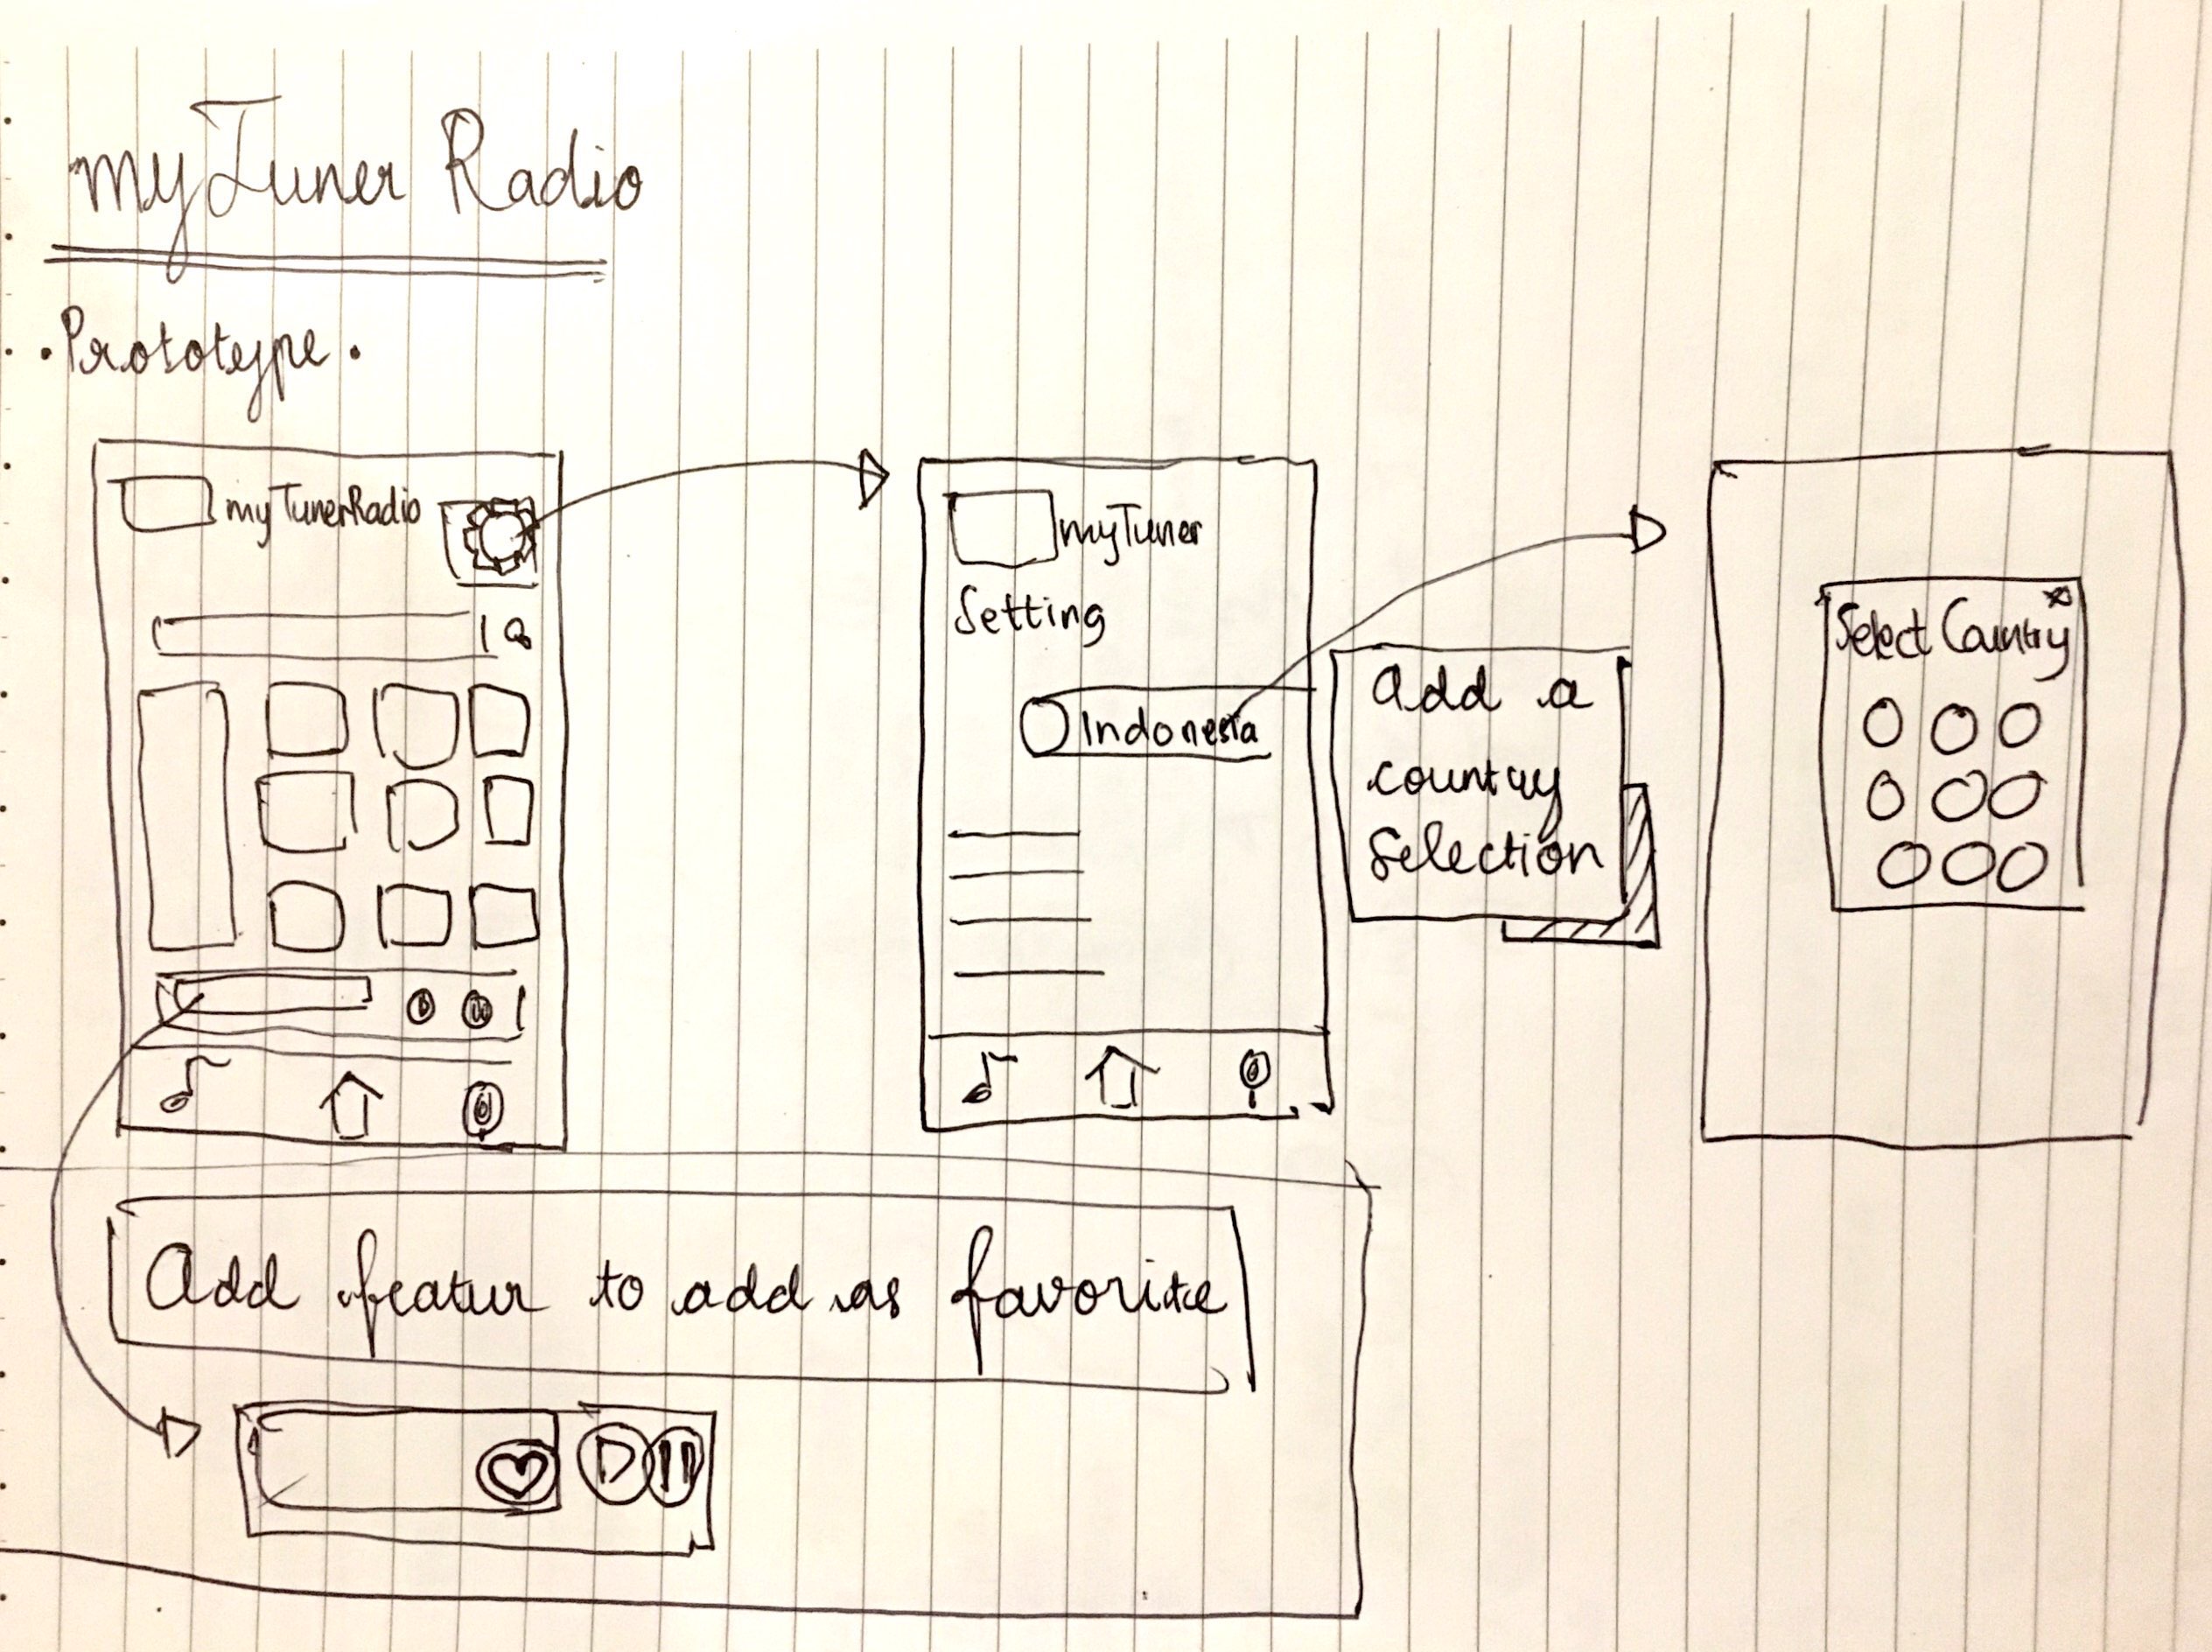 myTuner Radio
. Prototype .
myTunerRadio
myTuner
Setting
Indonesia
Add a
country
Selection
Select Country
x
Add featur to add as favorite